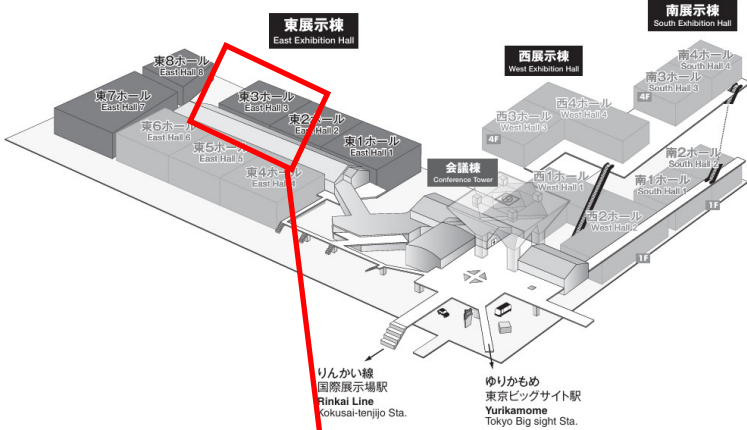 東展示棟
East Exhibition Hall
南展示棟
South Exhibition Hall
西展示棟
West Exhibition Hall
東8ホール
East Hall 8
東7ホール
East Hall 7
東3ホール
East Hall 3
東2ホール
East Hall 2
東1ホール
East Hall 1
東6ホール
East Hall 6
東5ホール
East Hall 5
東4ホール
East Hall 4
南4ホール
South Hall 4
南3ホール
South Hall 3
4F
西4ホール
West Hall 4
西3ホール
West Hall 3
4F
会議棟
Conference Tower
西1ホール
West Hall 1
南2ホール
South Hall 2
南1ホール
South Hall 1
1F
西2ホール
West Hall 2
1F
りんかい線
国際展示場駅
Rinkai Line
Kokusai-tenjijo Sta.
ゆりかもめ
東京ビッグサイト駅
Yurikamome
Tokyo Big sight Sta.